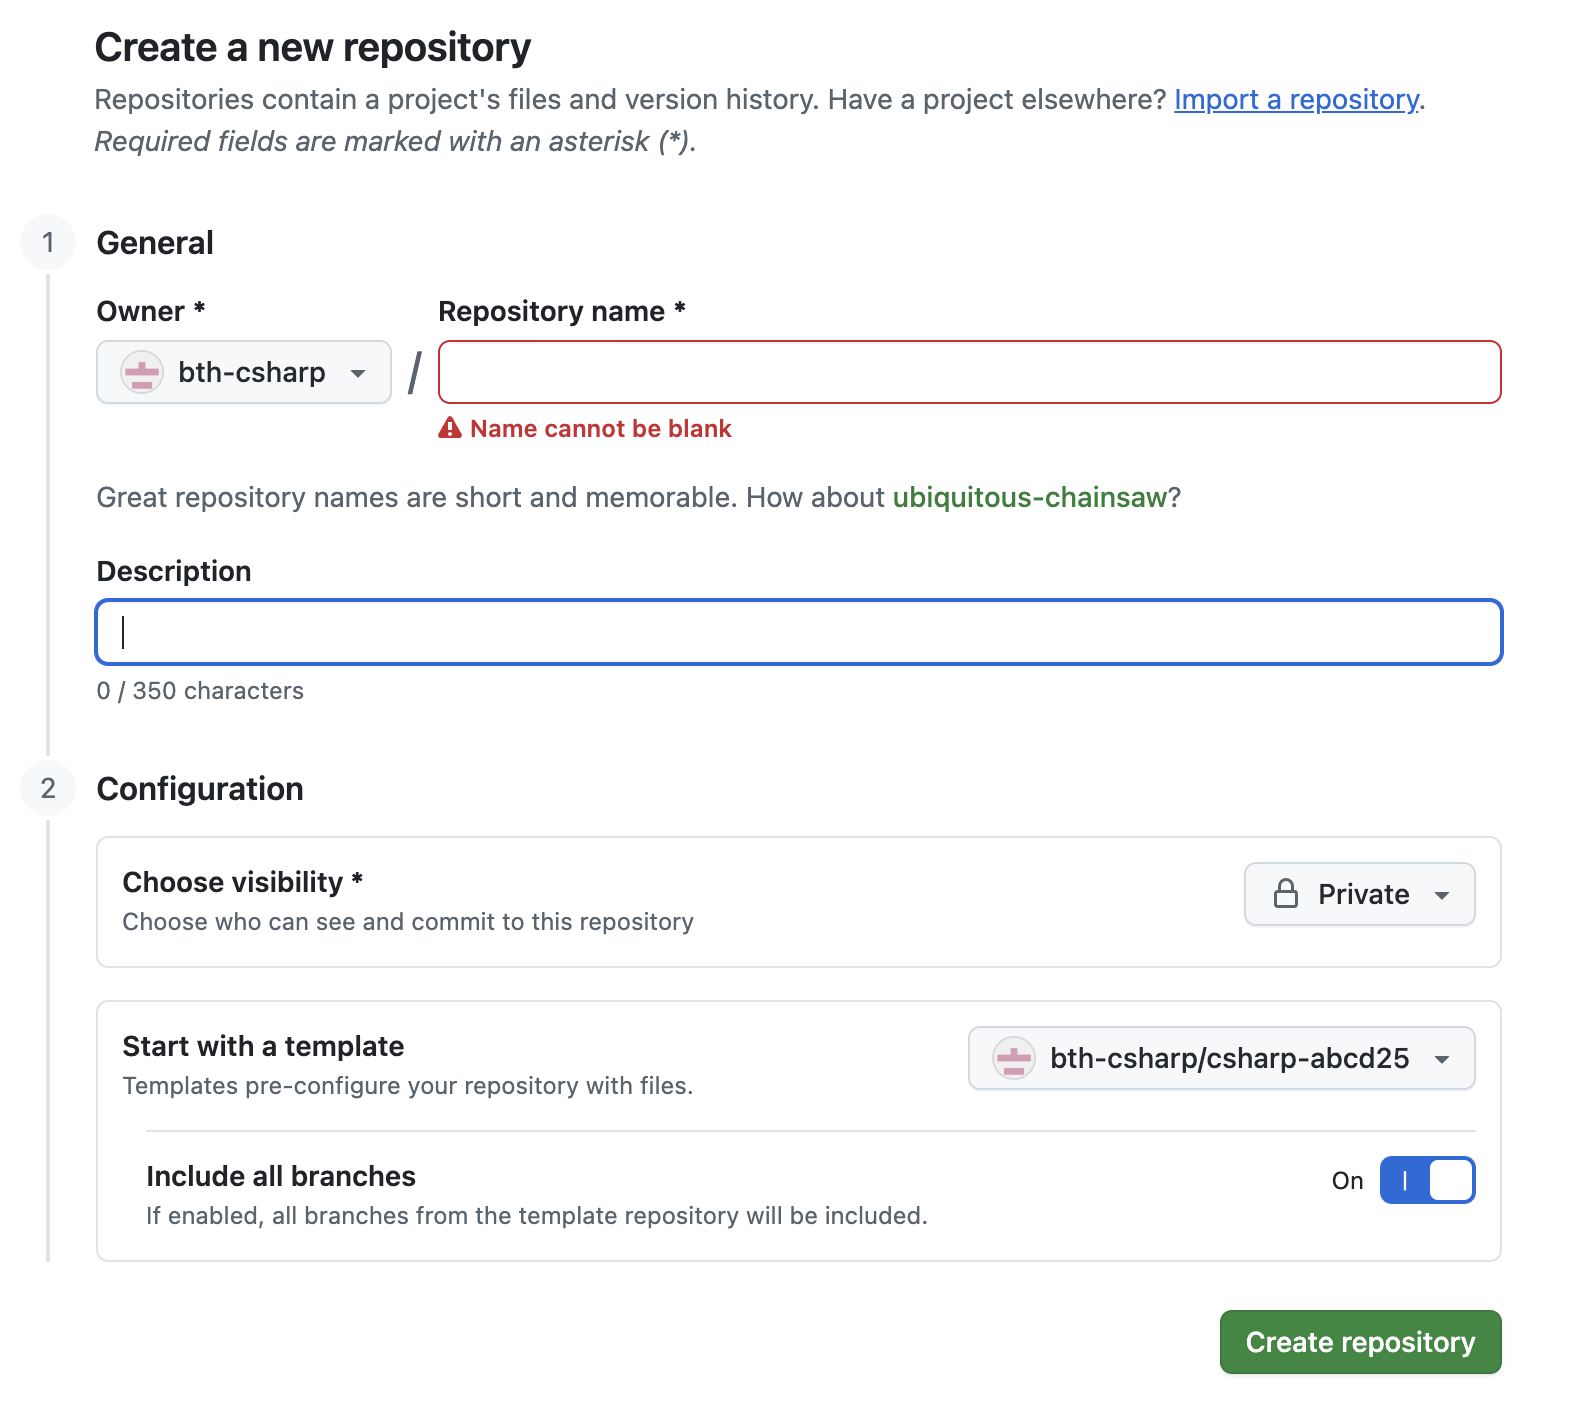 Create a new repository
Repositories contain a project's files and version history. Have a project elsewhere? Import a repository.
Required fields are marked with an asterisk (*).
1
General
Owner *
Repository name *
bth-csharp
/
Name cannot be blank
Great repository names are short and memorable. How about ubiquitous-chainsaw?
Description
0 / 350 characters
2
Configuration
Choose visibility *
Choose who can see and commit to this repository
Private
Start with a template
Templates pre-configure your repository with files.
bth-csharp/csharp-abcd25
Include all branches
If enabled, all branches from the template repository will be included.
On
Create repository